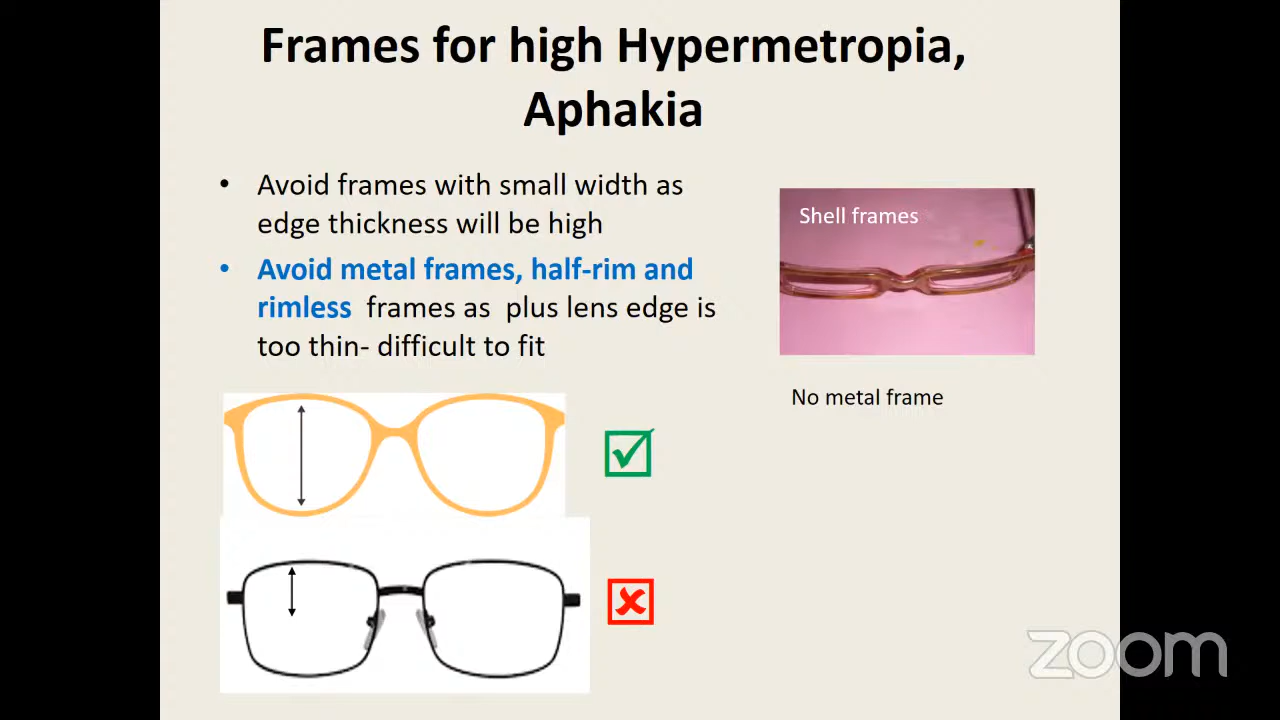 Frames for high Hypermetropia,
Aphakia
• Avoid frames with small width as
edge thickness will be high
• Avoid metal frames, half-rim and
rimless frames as plus lens edge is
too thin- difficult to fit
Shell frames
No metal frame
zoom